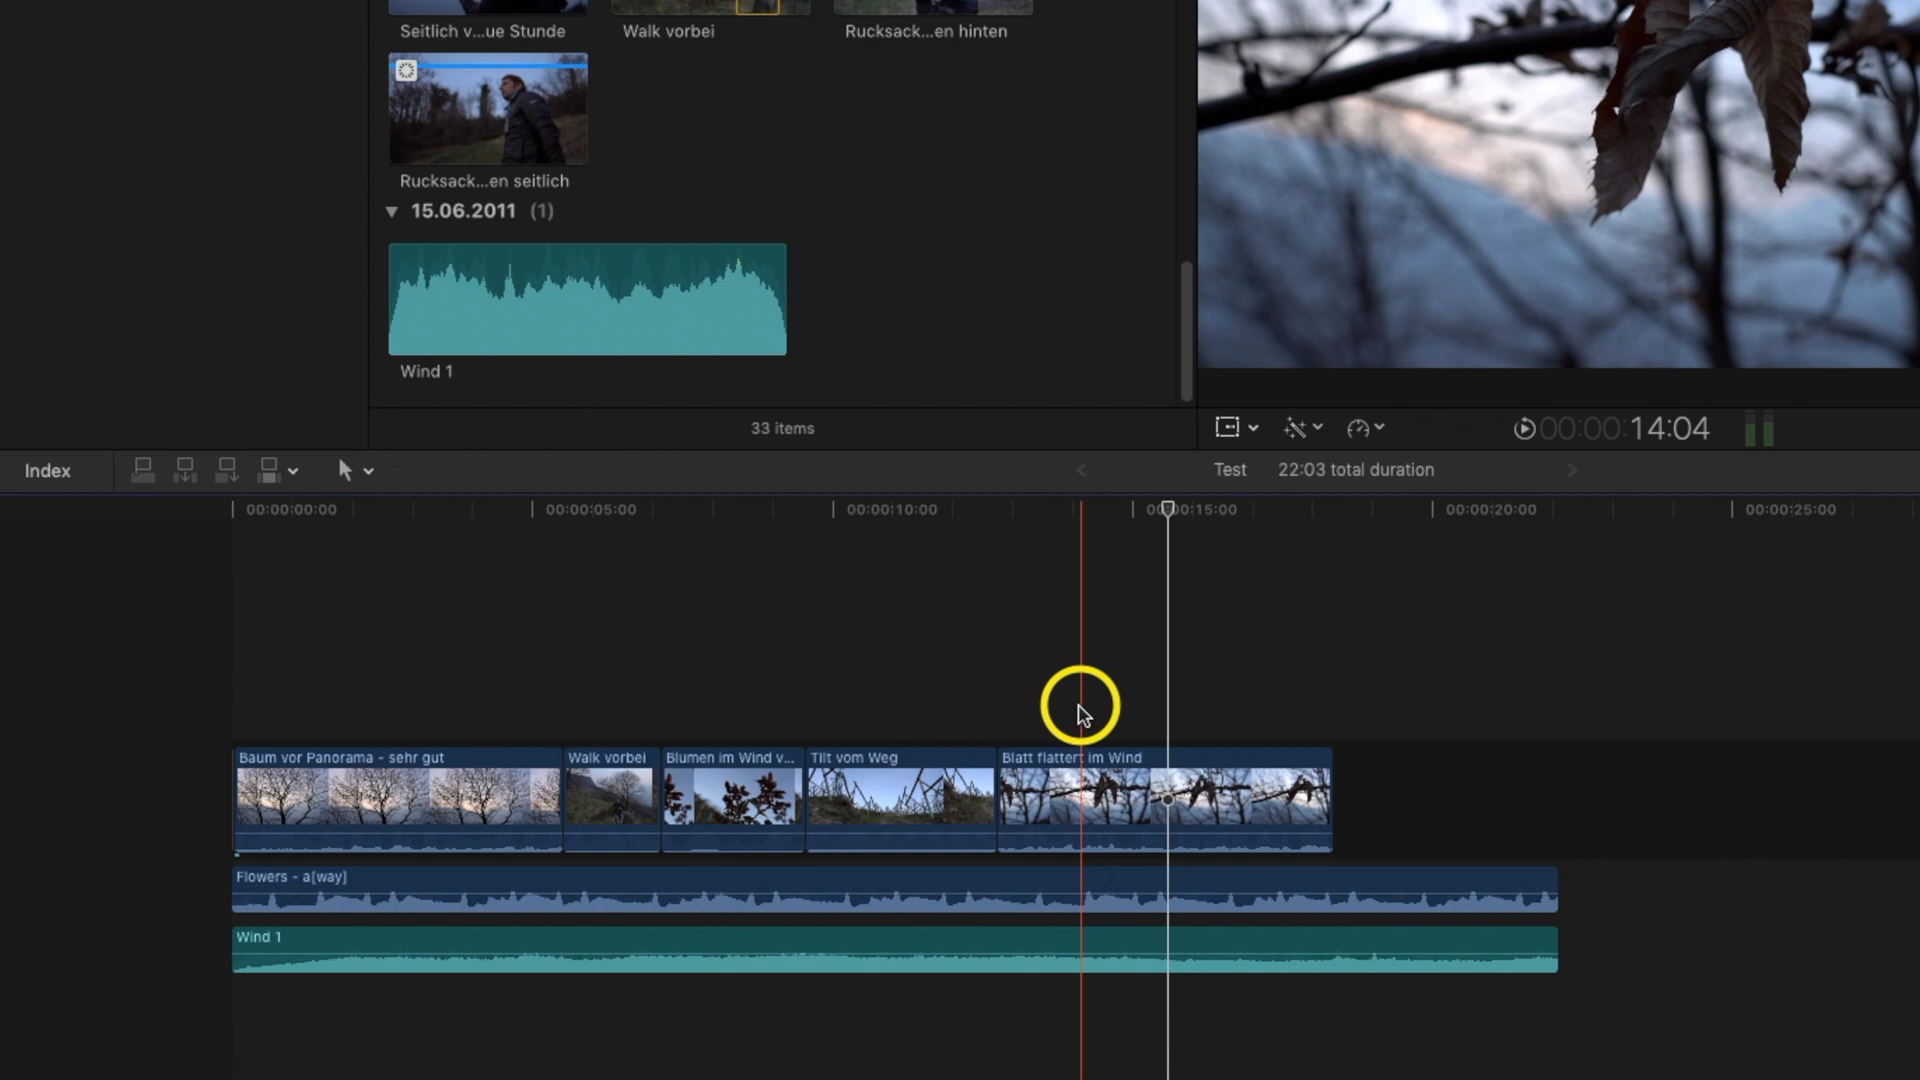 Seitlich v...ue Stunde
Walk vorbei
Rucksack...en hinten
Rucksack...en seitlich
15.06.2011 (1)
Wind 1
33 items
00:00:14:04
Index
Test
22:03 total duration
00:00:00:00
00:00:05:00
00:00:10:00
00:00:15:00
00:00:20:00
00:00:25:00
Baum vor Panorama - sehr gut
Walk vorbei
Blumen im Wind v...
Tilt vom Weg
Blatt flattert im Wind
Flowers - a[way]
Wind 1